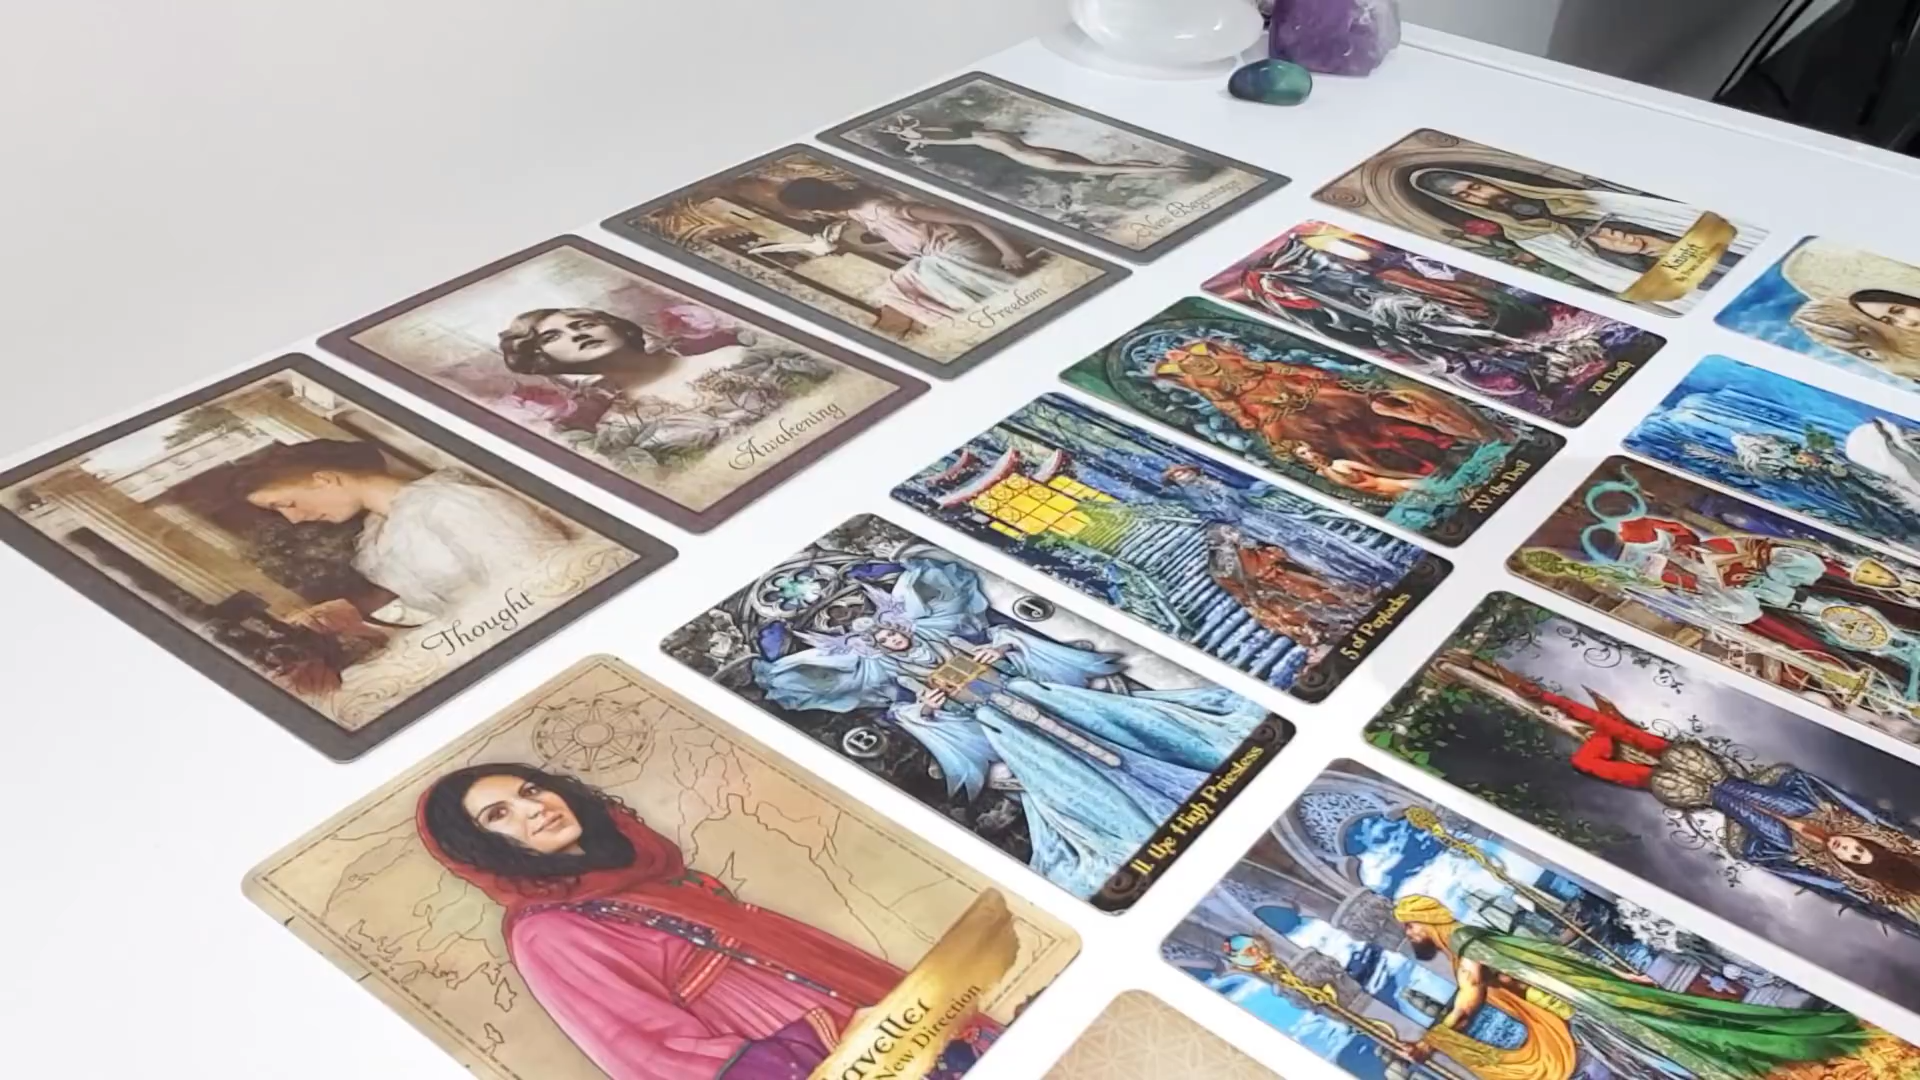 New Beginnings
Freedom
Awakening
Thought
Knight
XIII Death
XV. the Devil
5 of Pentacles
J
B
II. the High Priestess
aveller
New Direction